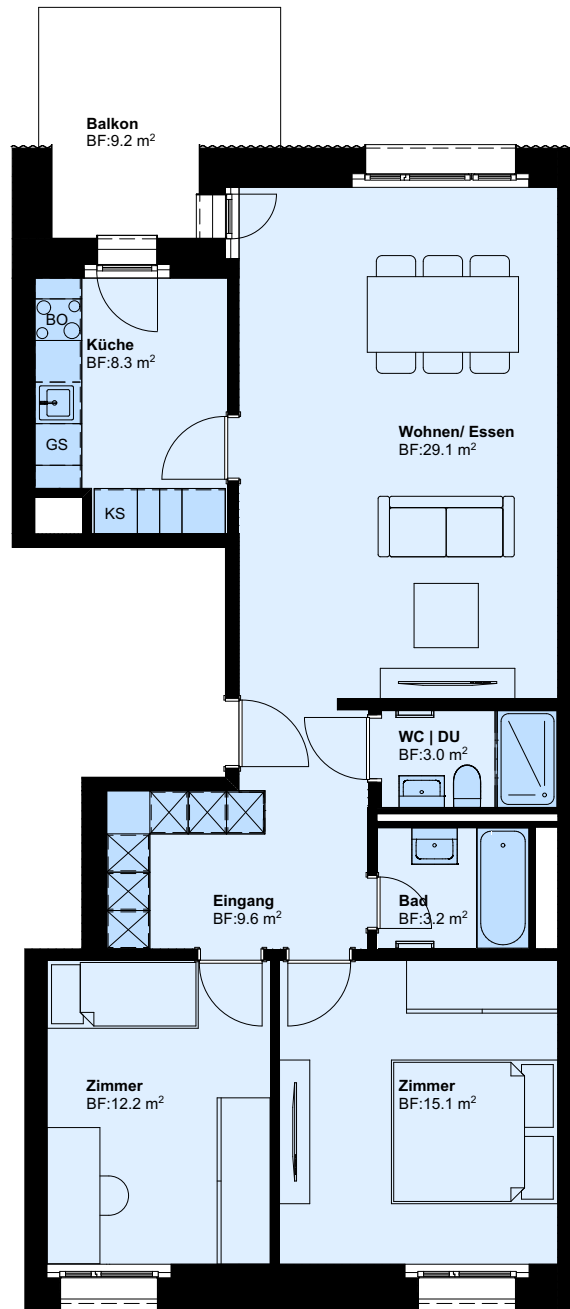 Balkon
BF:9.2 m²
BO
Küche
BF:8.3 m²
GS
KS
Wohnen/ Essen
BF:29.1 m²
WC | DU
BF:3.0 m²
Eingang
BF:9.6 m²
Bad
BF:3.2 m²
Zimmer
BF:12.2 m²
Zimmer
BF:15.1 m²